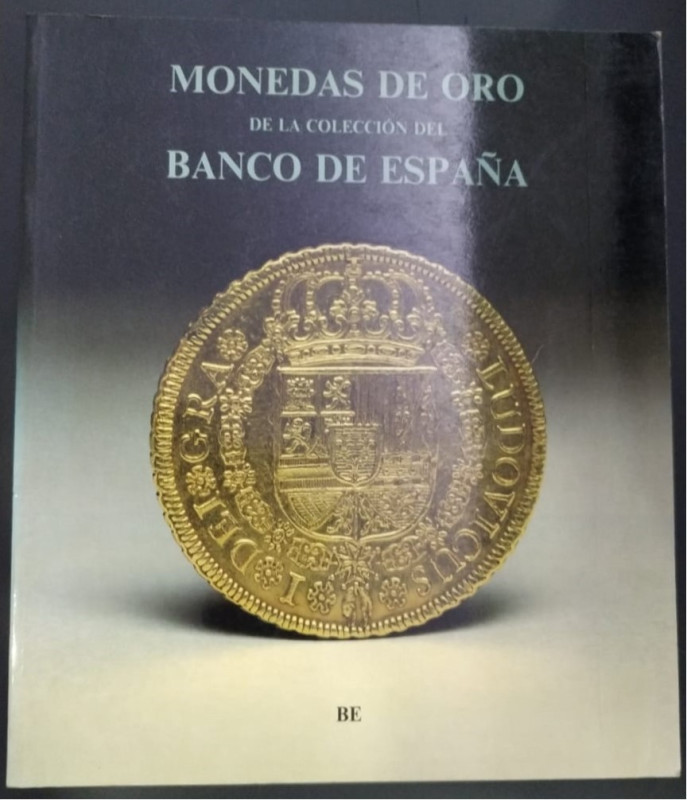 MONEDAS DE ORO
DE LA COLECCIÓN DEL
BANCO DE ESPAÑA
LUDOVICUS I DEI GRA
BE